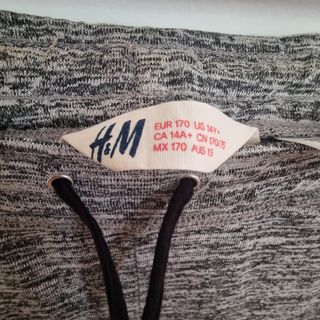 H&M
EUR 170 US 14Y+
CA 14A+ CN 170/75
MX 170 AUS 15